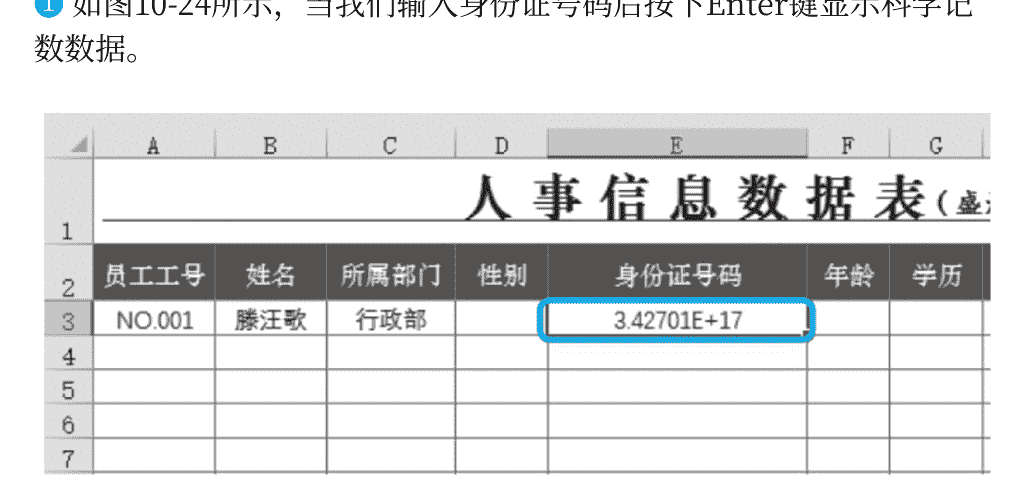 ❶ 如图10-24所示，当我们输入身份证号码后按下Enter键显示科学记
数数据。
A B C D E F G
1 人事信息数据表(盛
2 员工工号 姓名 所属部门 性别 身份证号码 年龄 学历
3 NO.001 滕汪歌 行政部 3.42701E+17
4
5
6
7